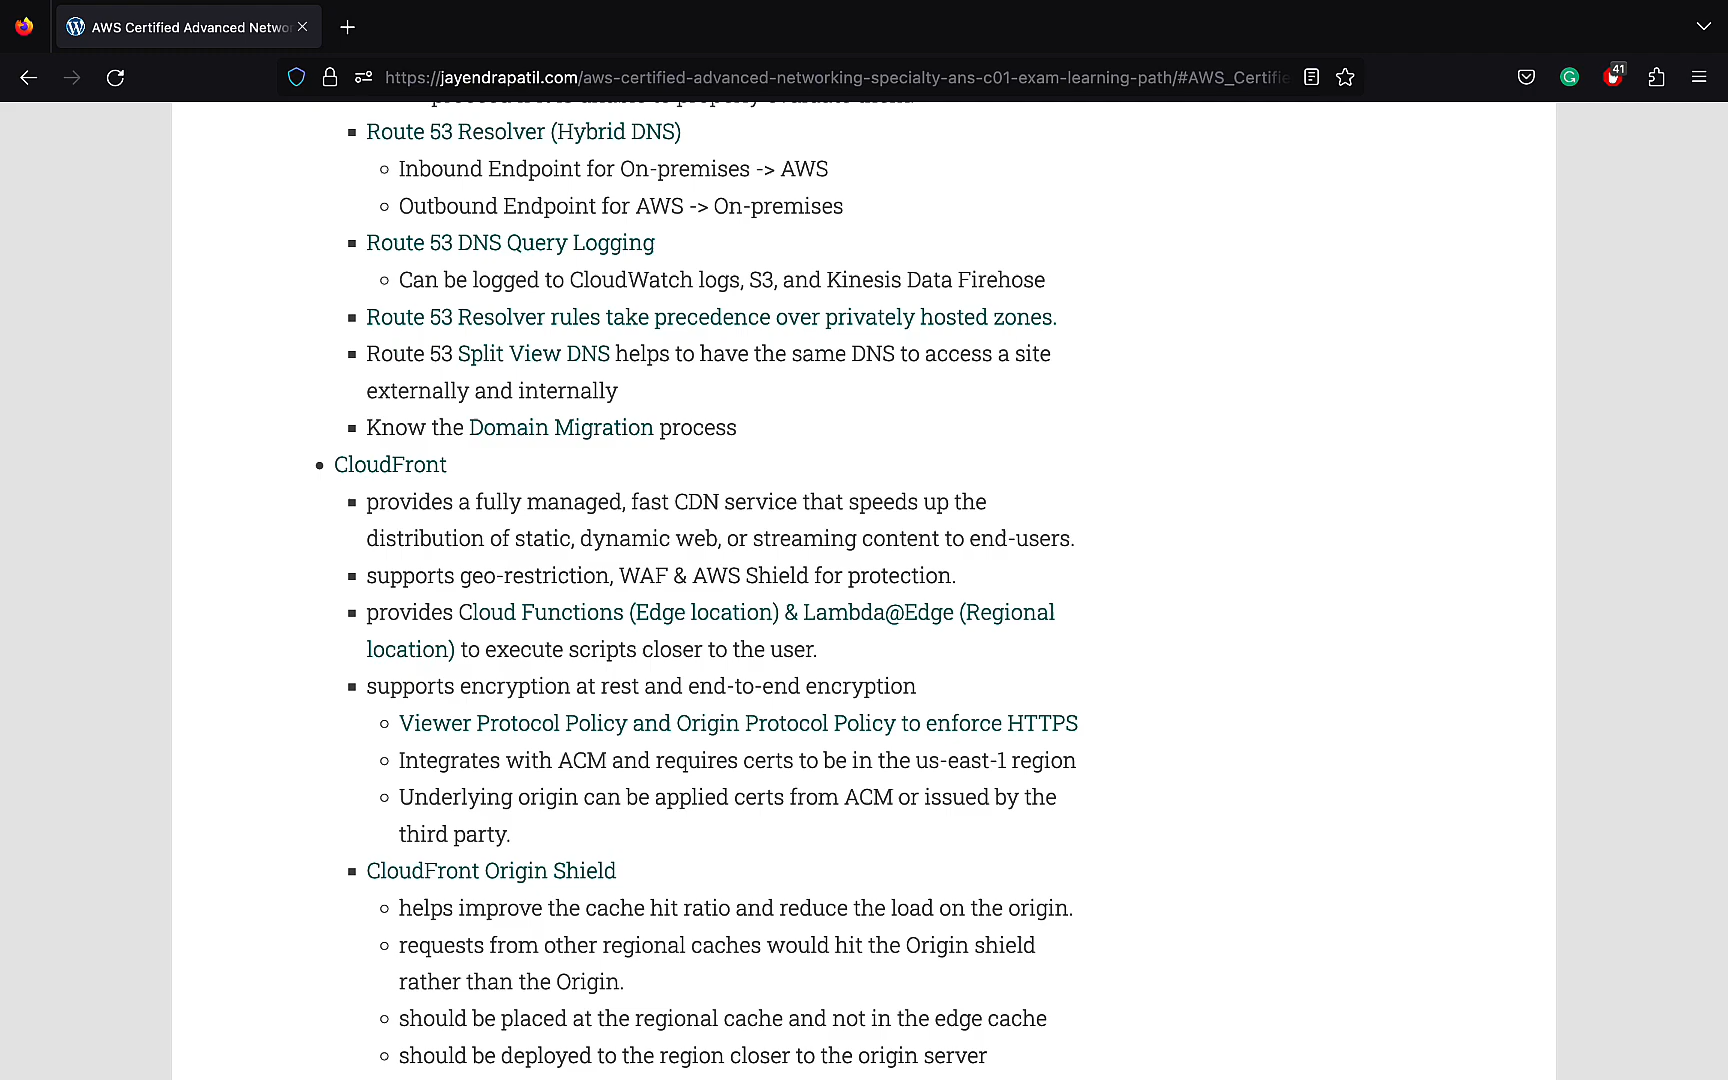 AWS Certified Advanced Netwo
https://jayendrapatil.com/aws-certified-advanced-networking-specialty-ans-c01-exam-learning-path/#AWS_Certifie
41
Route 53 Resolver (Hybrid DNS)
Inbound Endpoint for On-premises -> AWS
Outbound Endpoint for AWS -> On-premises
Route 53 DNS Query Logging
Can be logged to CloudWatch logs, S3, and Kinesis Data Firehose
Route 53 Resolver rules take precedence over privately hosted zones.
Route 53 Split View DNS helps to have the same DNS to access a site
externally and internally
Know the Domain Migration process
CloudFront
provides a fully managed, fast CDN service that speeds up the
distribution of static, dynamic web, or streaming content to end-users.
supports geo-restriction, WAF & AWS Shield for protection.
provides Cloud Functions (Edge location) & Lambda@Edge (Regional
location) to execute scripts closer to the user.
supports encryption at rest and end-to-end encryption
Viewer Protocol Policy and Origin Protocol Policy to enforce HTTPS
Integrates with ACM and requires certs to be in the us-east-1 region
Underlying origin can be applied certs from ACM or issued by the
third party.
CloudFront Origin Shield
helps improve the cache hit ratio and reduce the load on the origin.
requests from other regional caches would hit the Origin shield
rather than the Origin.
should be placed at the regional cache and not in the edge cache
should be deployed to the region closer to the origin server